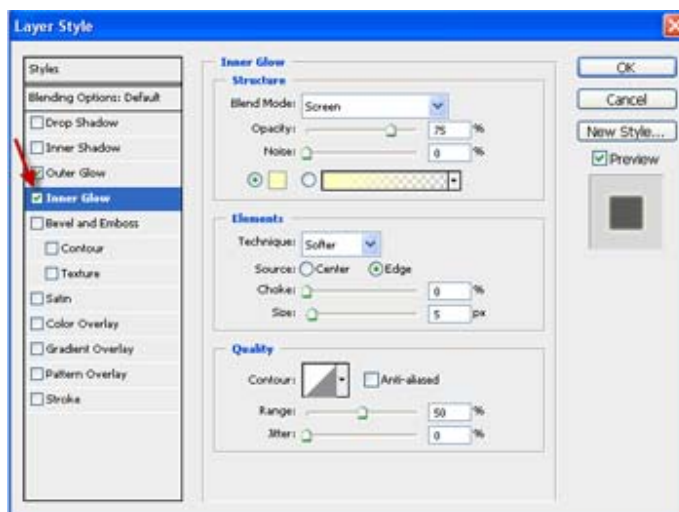 Layer Style
Styles
Blending Options: Default
Drop Shadow
Inner Shadow
Outer Glow
Inner Glow
Bevel and Emboss
Contour
Texture
Satin
Color Overlay
Gradient Overlay
Pattern Overlay
Stroke
Inner Glow
Structure
Blend Mode: Screen
Opacity: 75 %
Noise: 0 %
Elements
Technique: Softer
Source: Center Edge
Choke: 0 %
Size: 5 px
Quality
Contour: Anti-aliased
Range: 50 %
Jitter: 0 %
OK
Cancel
New Style...
Preview